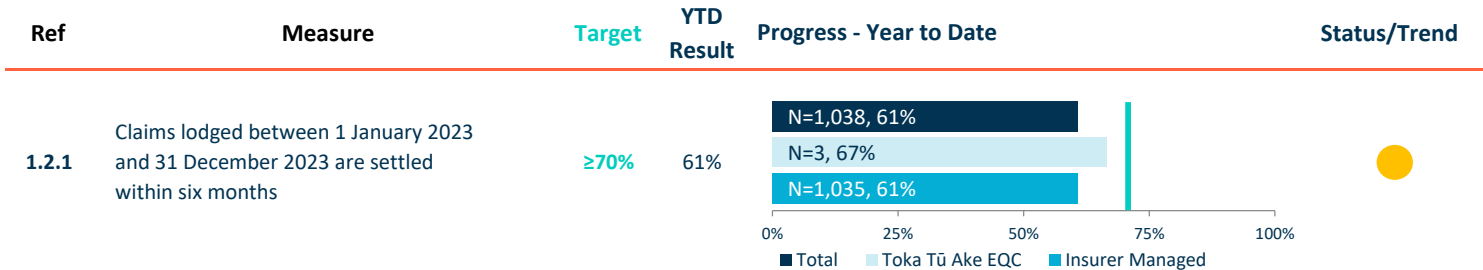 Ref Measure Target YTD Result Progress - Year to Date Status/Trend
1.2.1
Claims lodged between 1 January 2023
and 31 December 2023 are settled
within six months
≥70%
61%
N=1,038, 61%
N=3, 67%
N=1,035, 61%
0% 25% 50% 75% 100%
Total Toka Tū Ake EQC Insurer Managed